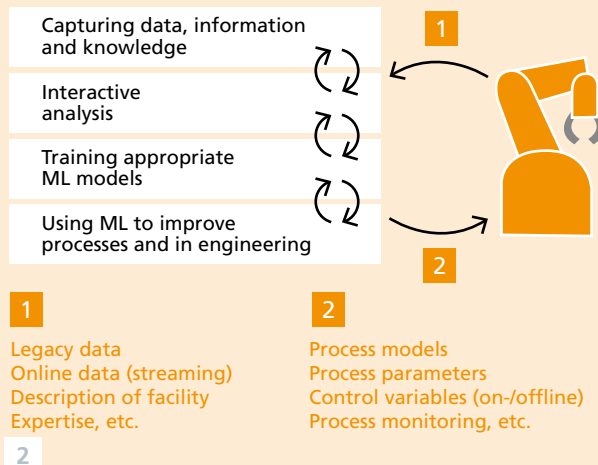 Capturing data, information
and knowledge
1
Interactive
analysis
Training appropriate
ML models
Using ML to improve
processes and in engineering
2
1
Legacy data
Online data (streaming)
Description of facility
Expertise, etc.
2
Process models
Process parameters
Control variables (on-/offline)
Process monitoring, etc.
2